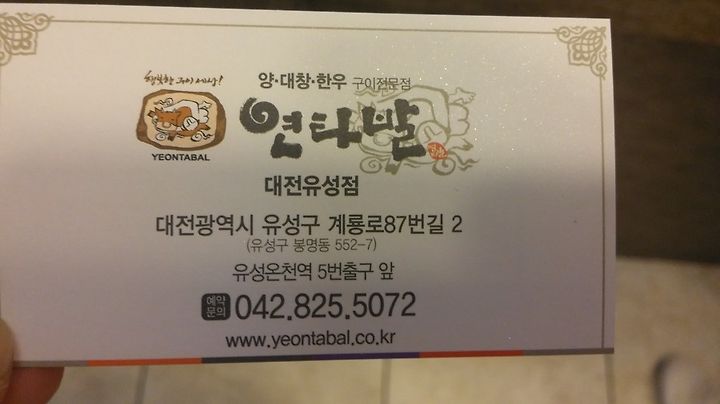 행복한 구이 세상!
YEONTABAL
양·대창·한우 구이전문점
연타발
대전유성점
대전광역시 유성구 계룡로87번길 2
(유성구 봉명동 552-7)
유성온천역 5번출구 앞
예약문의 042.825.5072
www.yeontabal.co.kr